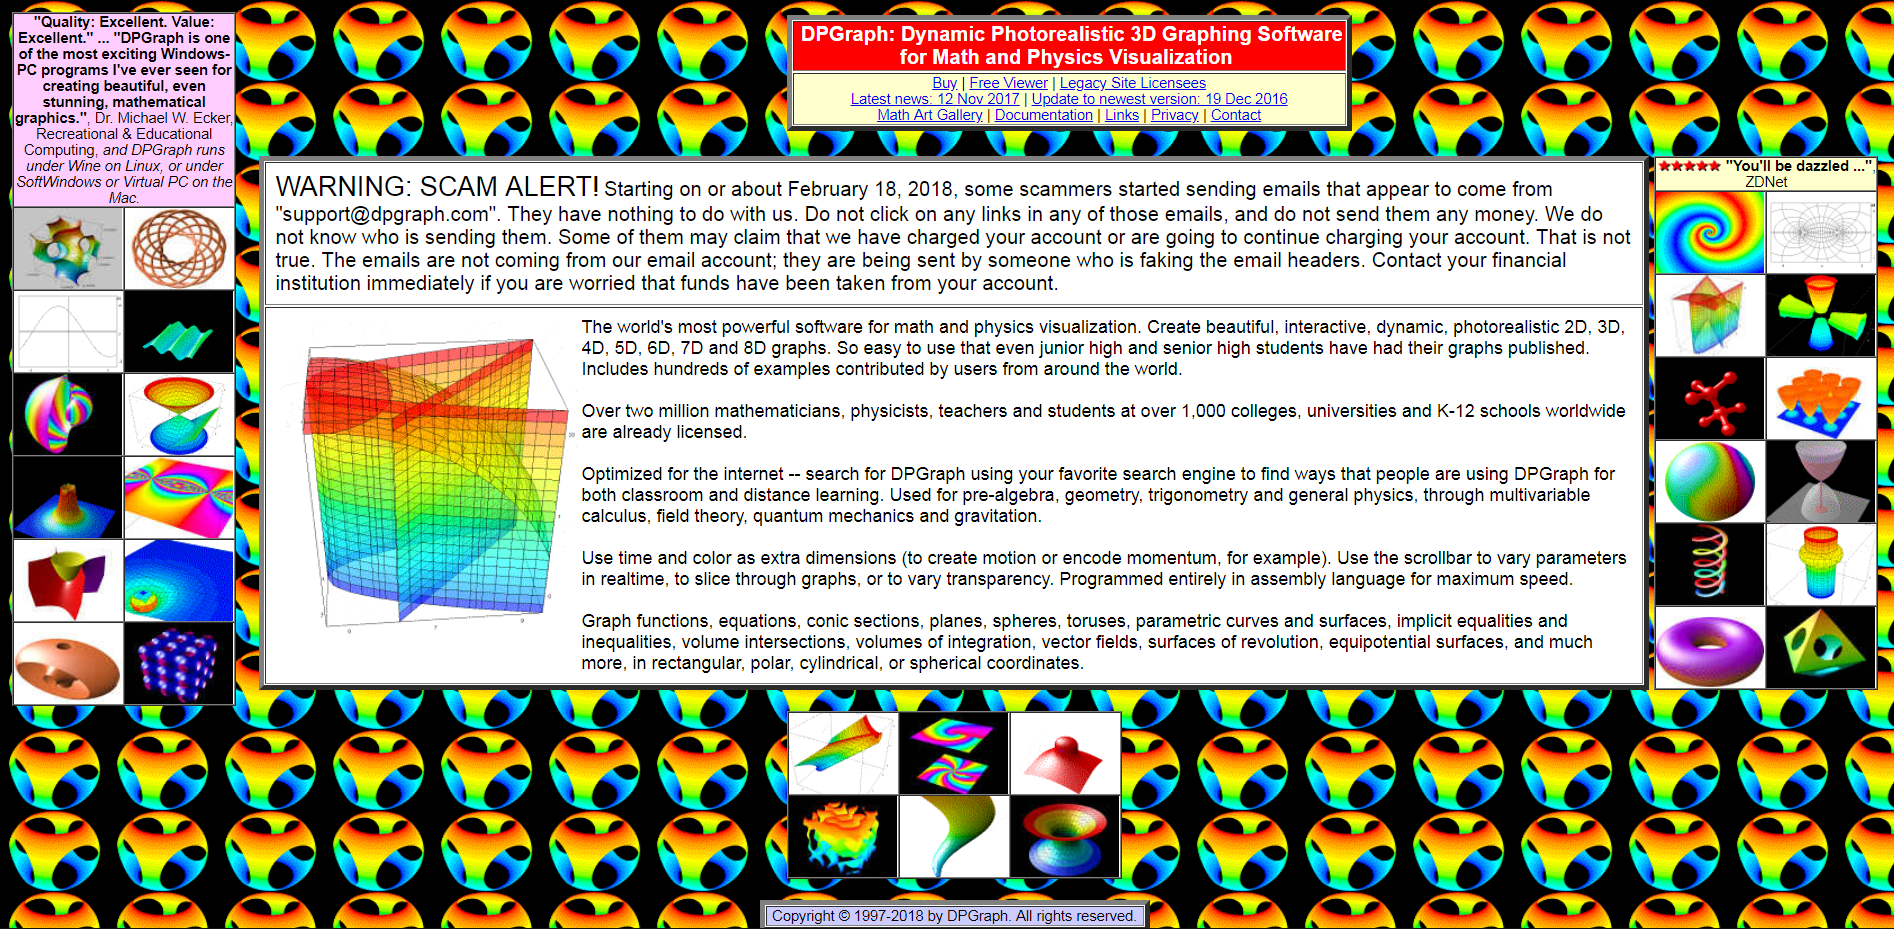 "Quality: Excellent. Value:
Excellent." ... "DPGraph is one
of the most exciting Windows-
PC programs I've ever seen for
creating beautiful, even
stunning, mathematical
graphics.", Dr. Michael W. Ecker,
Recreational & Educational
Computing, and DPGraph runs
under Wine on Linux, or under
SoftWindows or Virtual PC on the
Mac.
DPGraph: Dynamic Photorealistic 3D Graphing Software
for Math and Physics Visualization
Buy | Free Viewer | Legacy Site Licensees
Latest news: 12 Nov 2017 | Update to newest version: 19 Dec 2016
Math Art Gallery | Documentation | Links | Privacy | Contact
WARNING: SCAM ALERT! Starting on or about February 18, 2018, some scammers started sending emails that appear to come from
"support@dpgraph.com". They have nothing to do with us. Do not click on any links in any of those emails, and do not send them any money. We do
not know who is sending them. Some of them may claim that we have charged your account or are going to continue charging your account. That is not
true. The emails are not coming from our email account; they are being sent by someone who is faking the email headers. Contact your financial
institution immediately if you are worried that funds have been taken from your account.
The world's most powerful software for math and physics visualization. Create beautiful, interactive, dynamic, photorealistic 2D, 3D,
4D, 5D, 6D, 7D and 8D graphs. So easy to use that even junior high and senior high students have had their graphs published.
Includes hundreds of examples contributed by users from around the world.
Over two million mathematicians, physicists, teachers and students at over 1,000 colleges, universities and K-12 schools worldwide
are already licensed.
Optimized for the internet -- search for DPGraph using your favorite search engine to find ways that people are using DPGraph for
both classroom and distance learning. Used for pre-algebra, geometry, trigonometry and general physics, through multivariable
calculus, field theory, quantum mechanics and gravitation.
Use time and color as extra dimensions (to create motion or encode momentum, for example). Use the scrollbar to vary parameters
in realtime, to slice through graphs, or to vary transparency. Programmed entirely in assembly language for maximum speed.
Graph functions, equations, conic sections, planes, spheres, toruses, parametric curves and surfaces, implicit equalities and
inequalities, volume intersections, volumes of integration, vector fields, surfaces of revolution, equipotential surfaces, and much
more, in rectangular, polar, cylindrical, or spherical coordinates.
"You'll be dazzled ...",
ZDNet
Copyright © 1997-2018 by DPGraph. All rights reserved.